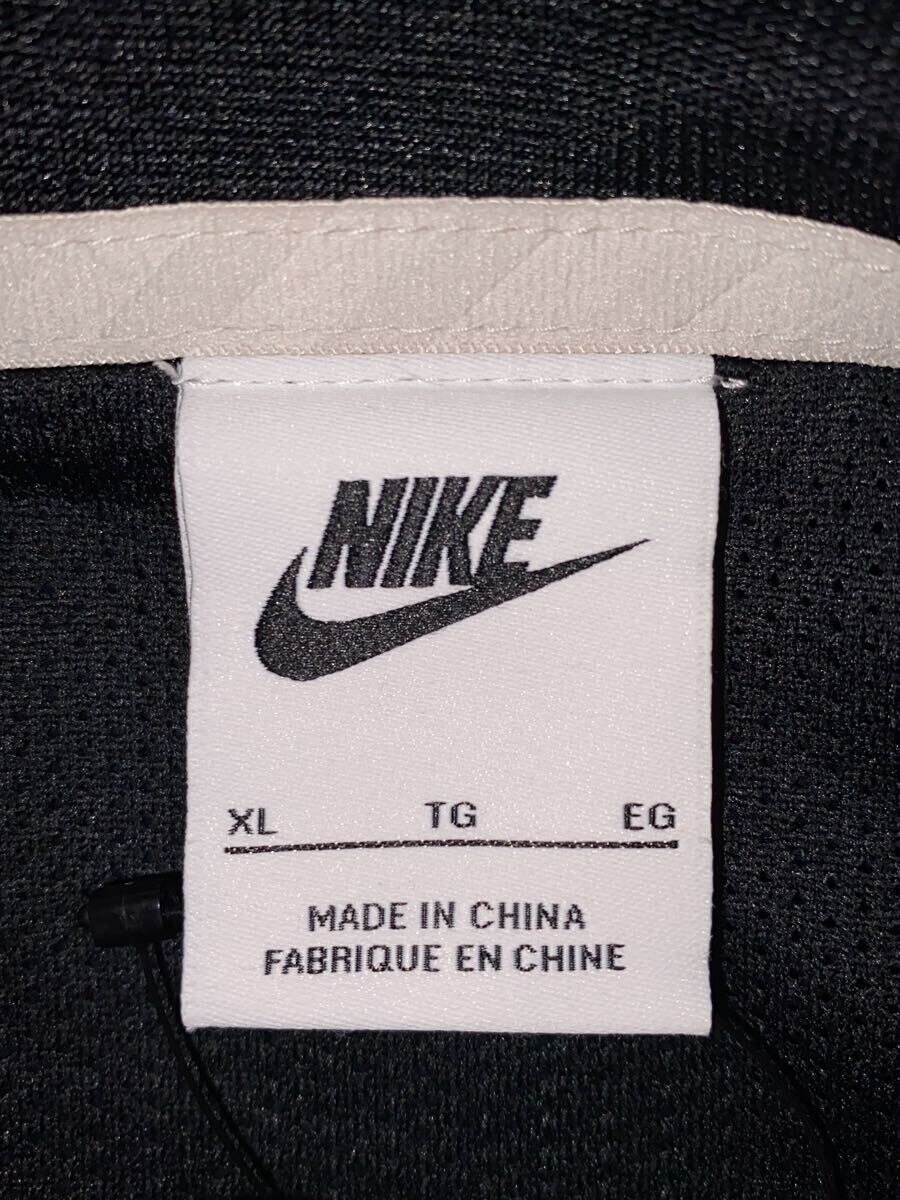 NIKE
XL TG EG
MADE IN CHINA
FABRIQUE EN CHINE